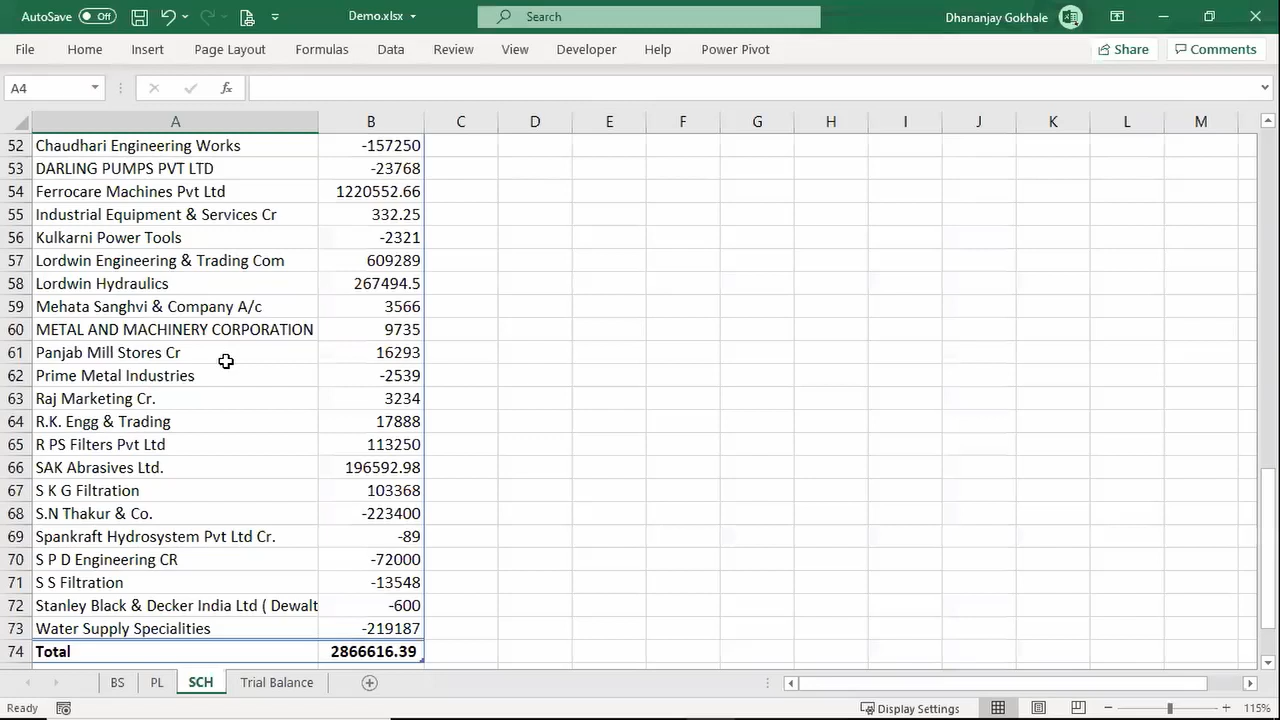 AutoSave Off Demo.xlsx Search Dhananjay Gokhale
File Home Insert Page Layout Formulas Data Review View Developer Help Power Pivot Share Comments
A4 fx
A B C D E F G H I J K L M
52 Chaudhari Engineering Works -157250
53 DARLING PUMPS PVT LTD -23768
54 Ferrocare Machines Pvt Ltd 1220552.66
55 Industrial Equipment & Services Cr 332.25
56 Kulkarni Power Tools -2321
57 Lordwin Engineering & Trading Com 609289
58 Lordwin Hydraulics 267494.5
59 Mehata Sanghvi & Company A/c 3566
60 METAL AND MACHINERY CORPORATION 9735
61 Panjab Mill Stores Cr 16293
62 Prime Metal Industries -2539
63 Raj Marketing Cr. 3234
64 R.K. Engg & Trading 17888
65 R PS Filters Pvt Ltd 113250
66 SAK Abrasives Ltd. 196592.98
67 S K G Filtration 103368
68 S.N Thakur & Co. -223400
69 Spankraft Hydrosystem Pvt Ltd Cr. -89
70 S P D Engineering CR -72000
71 S S Filtration -13548
72 Stanley Black & Decker India Ltd ( Dewalt -600
73 Water Supply Specialities -219187
74 Total 2866616.39
BS PL SCH Trial Balance
Ready Display Settings 115%